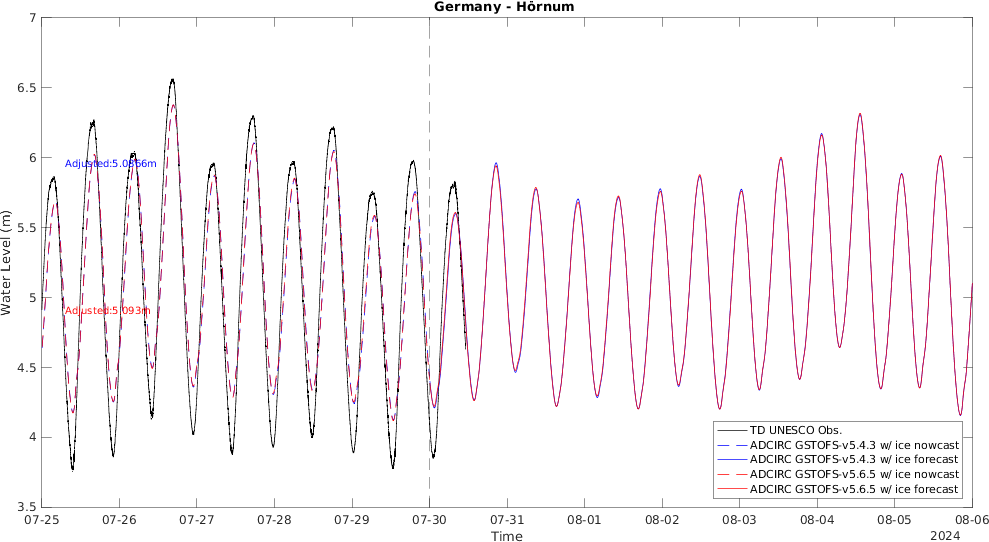 Germany - Hörnum
7
6.5
6
5.5
5
4.5
4
3.5
Water Level (m)
Adjusted:5.0866m
Adjusted:5.093m
TD UNESCO Obs.
ADCIRC GSTOFS-v5.4.3 w/ ice nowcast
ADCIRC GSTOFS-v5.4.3 w/ ice forecast
ADCIRC GSTOFS-v5.6.5 w/ ice nowcast
ADCIRC GSTOFS-v5.6.5 w/ ice forecast
07-25 07-26 07-27 07-28 07-29 07-30 07-31 08-01 08-02 08-03 08-04 08-05 08-06
Time
2024